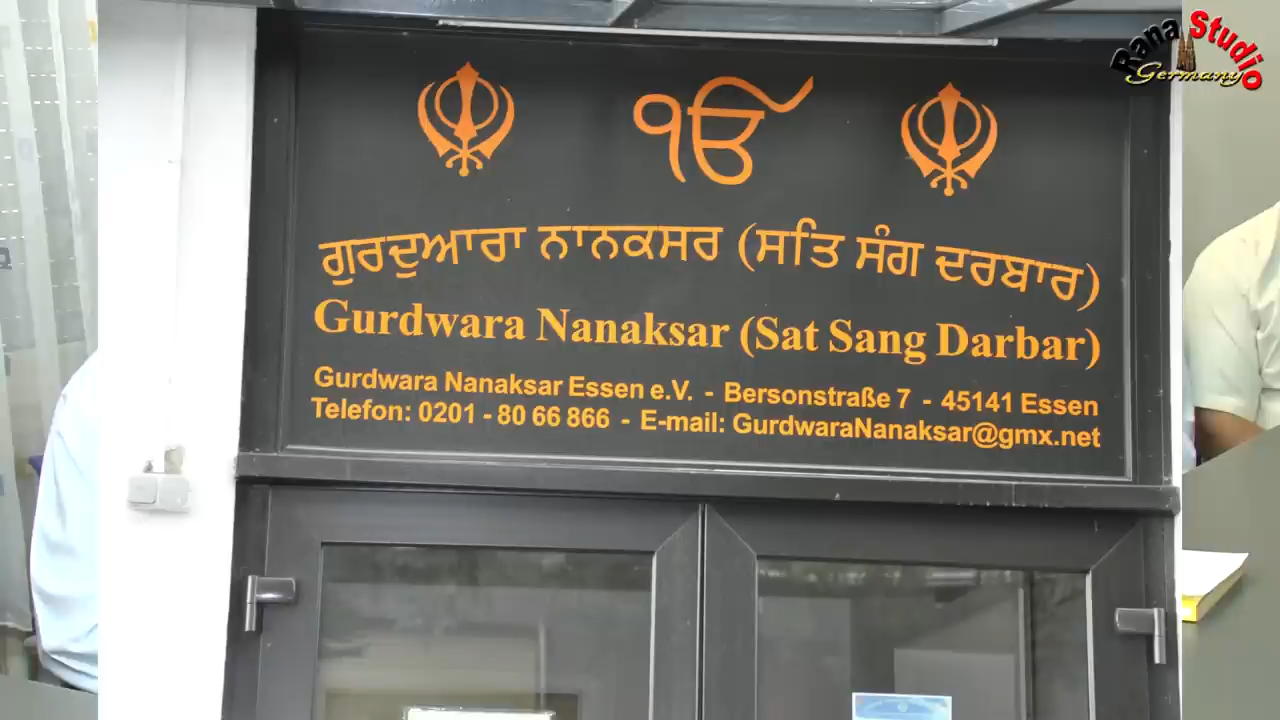 Rana Studio
Germany
ੴ
ਗੁਰਦੁਆਰਾ ਨਾਨਕਸਰ (ਸਤਿ ਸੰਗ ਦਰਬਾਰ)
Gurdwara Nanaksar (Sat Sang Darbar)
Gurdwara Nanaksar Essen e.V. - Bersonstraße 7 - 45141 Essen
Telefon: 0201 - 80 66 866 - E-mail: GurdwaraNanaksar@gmx.net